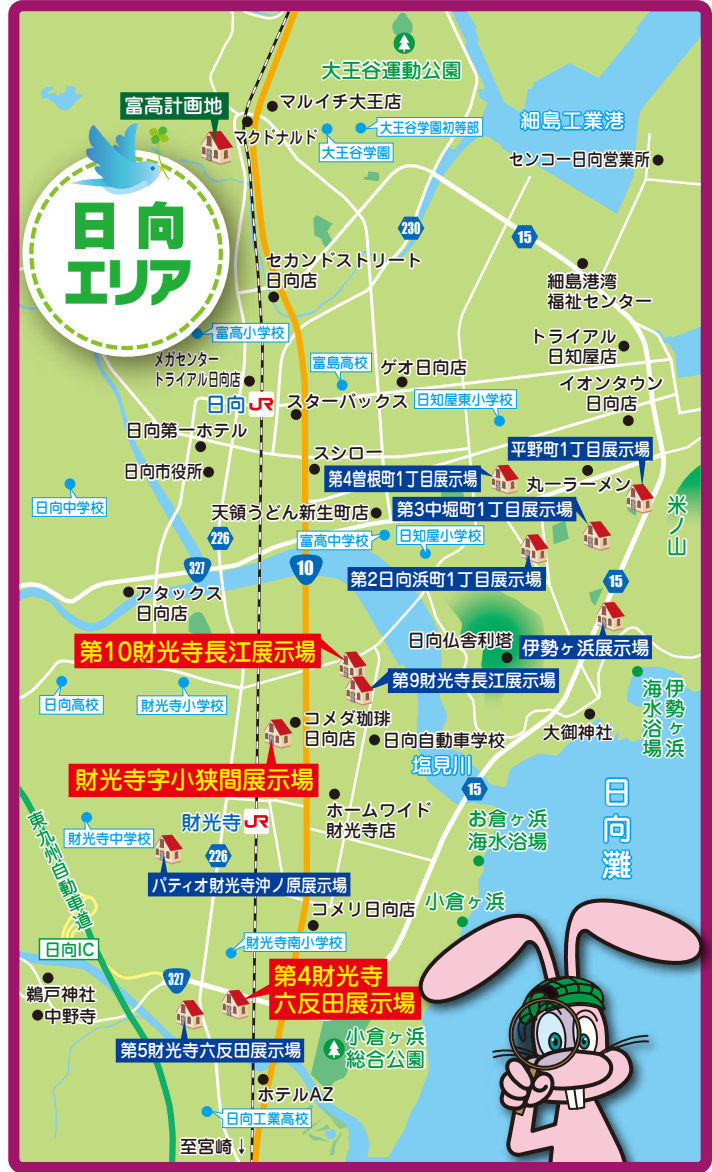 大王谷運動公園
富高計画地
マルイチ大王店
マクドナルド
大王谷学園初等部
大王谷学園
細島工業港
センコー日向営業所
日向
エリア
230
15
セカンドストリート
日向店
細島港湾
福祉センター
富高小学校
トライアル
日知屋店
メガセンター
トライアル日向店
富島高校
ゲオ日向店
イオンタウン
日向店
日向 JR
スターバックス
日知屋東小学校
日向第一ホテル
平野町1丁目展示場
スシロー
日向市役所
第4曽根町1丁目展示場
丸一ラーメン
日向中学校
天領うどん新生町店
第3中堀町1丁目展示場
米ノ山
226
富高中学校
日知屋小学校
327
10
第2日向浜町1丁目展示場
15
アタックス
日向店
第10財光寺長江展示場
日向仏舎利塔
伊勢ヶ浜展示場
第9財光寺長江展示場
日向高校
財光寺小学校
伊勢ヶ浜
海水浴場
コメダ珈琲
日向店
日向自動車学校
大御神社
塩見川
財光寺字小狭間展示場
15
日向灘
ホームワイド
財光寺店
お倉ヶ浜
海水浴場
財光寺 JR
東九州自動車道
財光寺中学校
226
パティオ財光寺沖ノ原展示場
コメリ日向店
小倉ヶ浜
日向IC
財光寺南小学校
327
第4財光寺
六反田展示場
鵜戸神社
中野寺
第5財光寺六反田展示場
小倉ヶ浜
総合公園
ホテルAZ
日向工業高校
至宮崎↓